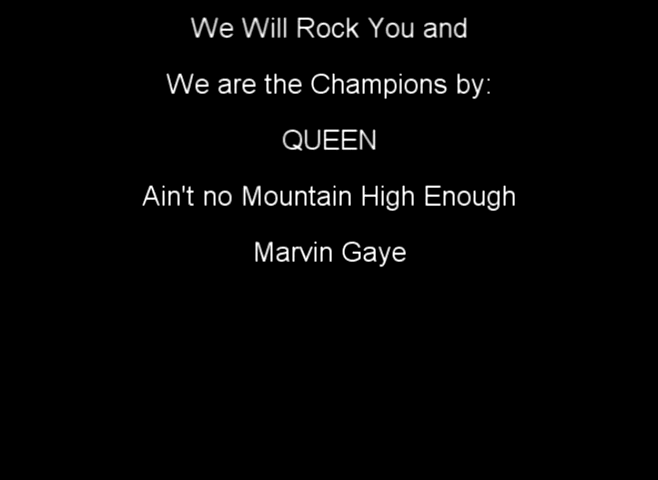 We Will Rock You and
We are the Champions by:
QUEEN
Ain't no Mountain High Enough
Marvin Gaye